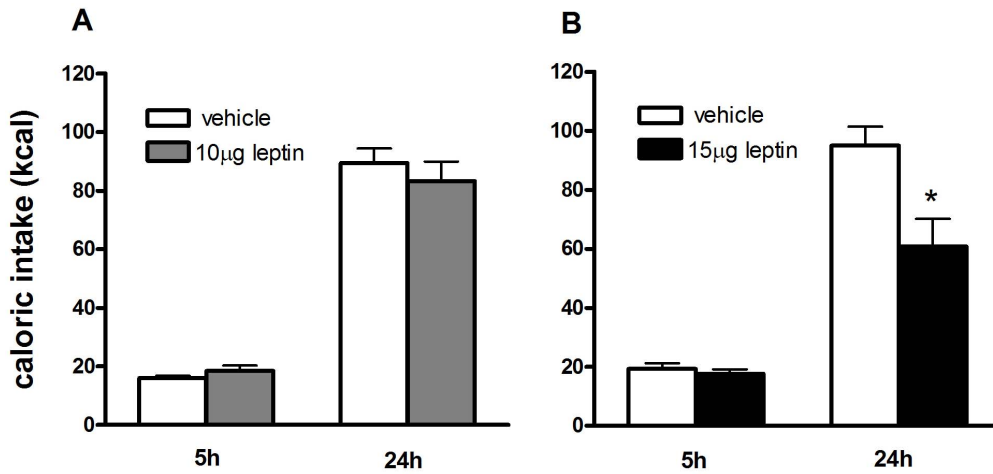 A
caloric intake (kcal)
120
100
80
60
40
20
0
vehicle
10µg leptin
5h
24h
B
120
100
80
60
40
20
0
vehicle
15µg leptin
*
5h
24h